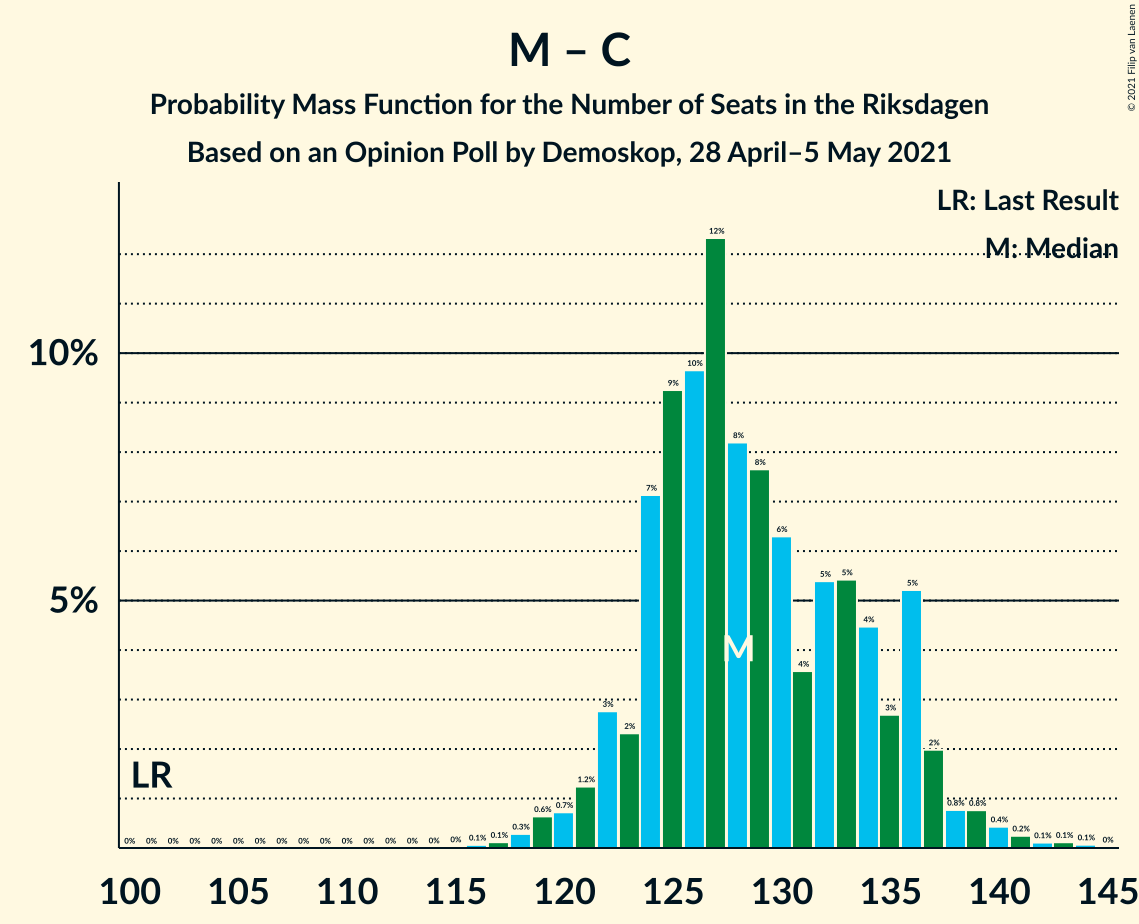 M – C
Probability Mass Function for the Number of Seats in the Riksdagen
Based on an Opinion Poll by Demoskop, 28 April–5 May 2021
© 2021 Filip van Laenen
LR: Last Result
M: Median
10%
5%
LR
M
0% 0% 0% 0% 0% 0% 0% 0% 0% 0% 0% 0% 0% 0% 0% 0% 0.1% 0.1% 0.3% 0.6% 0.7% 1.2% 3% 2% 7% 9% 10% 12% 8% 8% 6% 4% 5% 5% 4% 3% 5% 2% 0.8% 0.8% 0.4% 0.2% 0.1% 0.1% 0.1% 0%
100 105 110 115 120 125 130 135 140 145